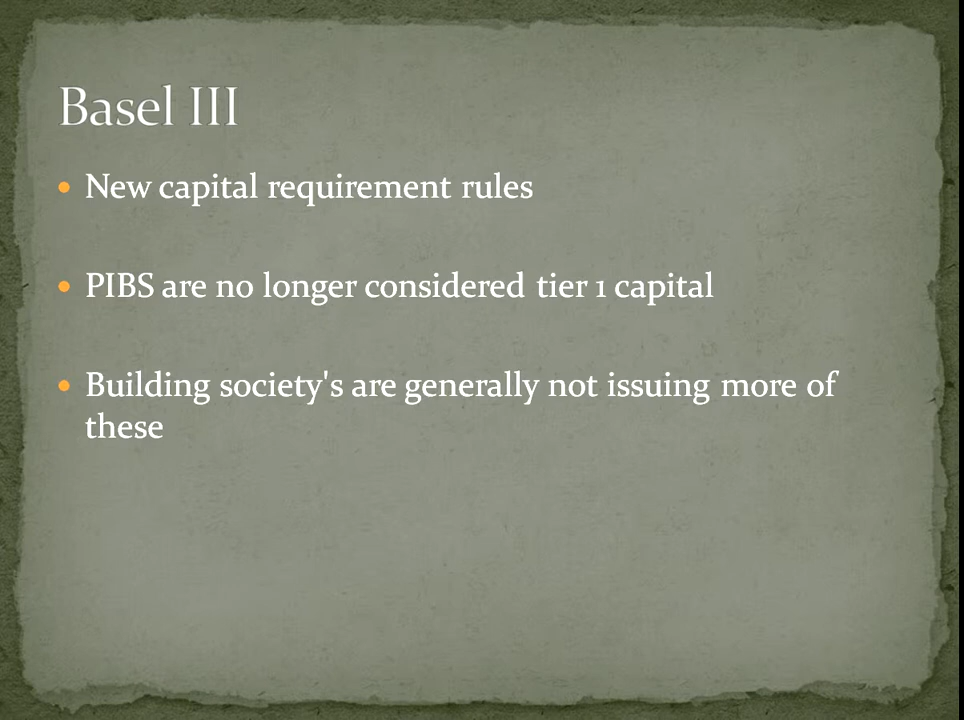 Basel III
New capital requirement rules
PIBS are no longer considered tier 1 capital
Building society's are generally not issuing more of
these